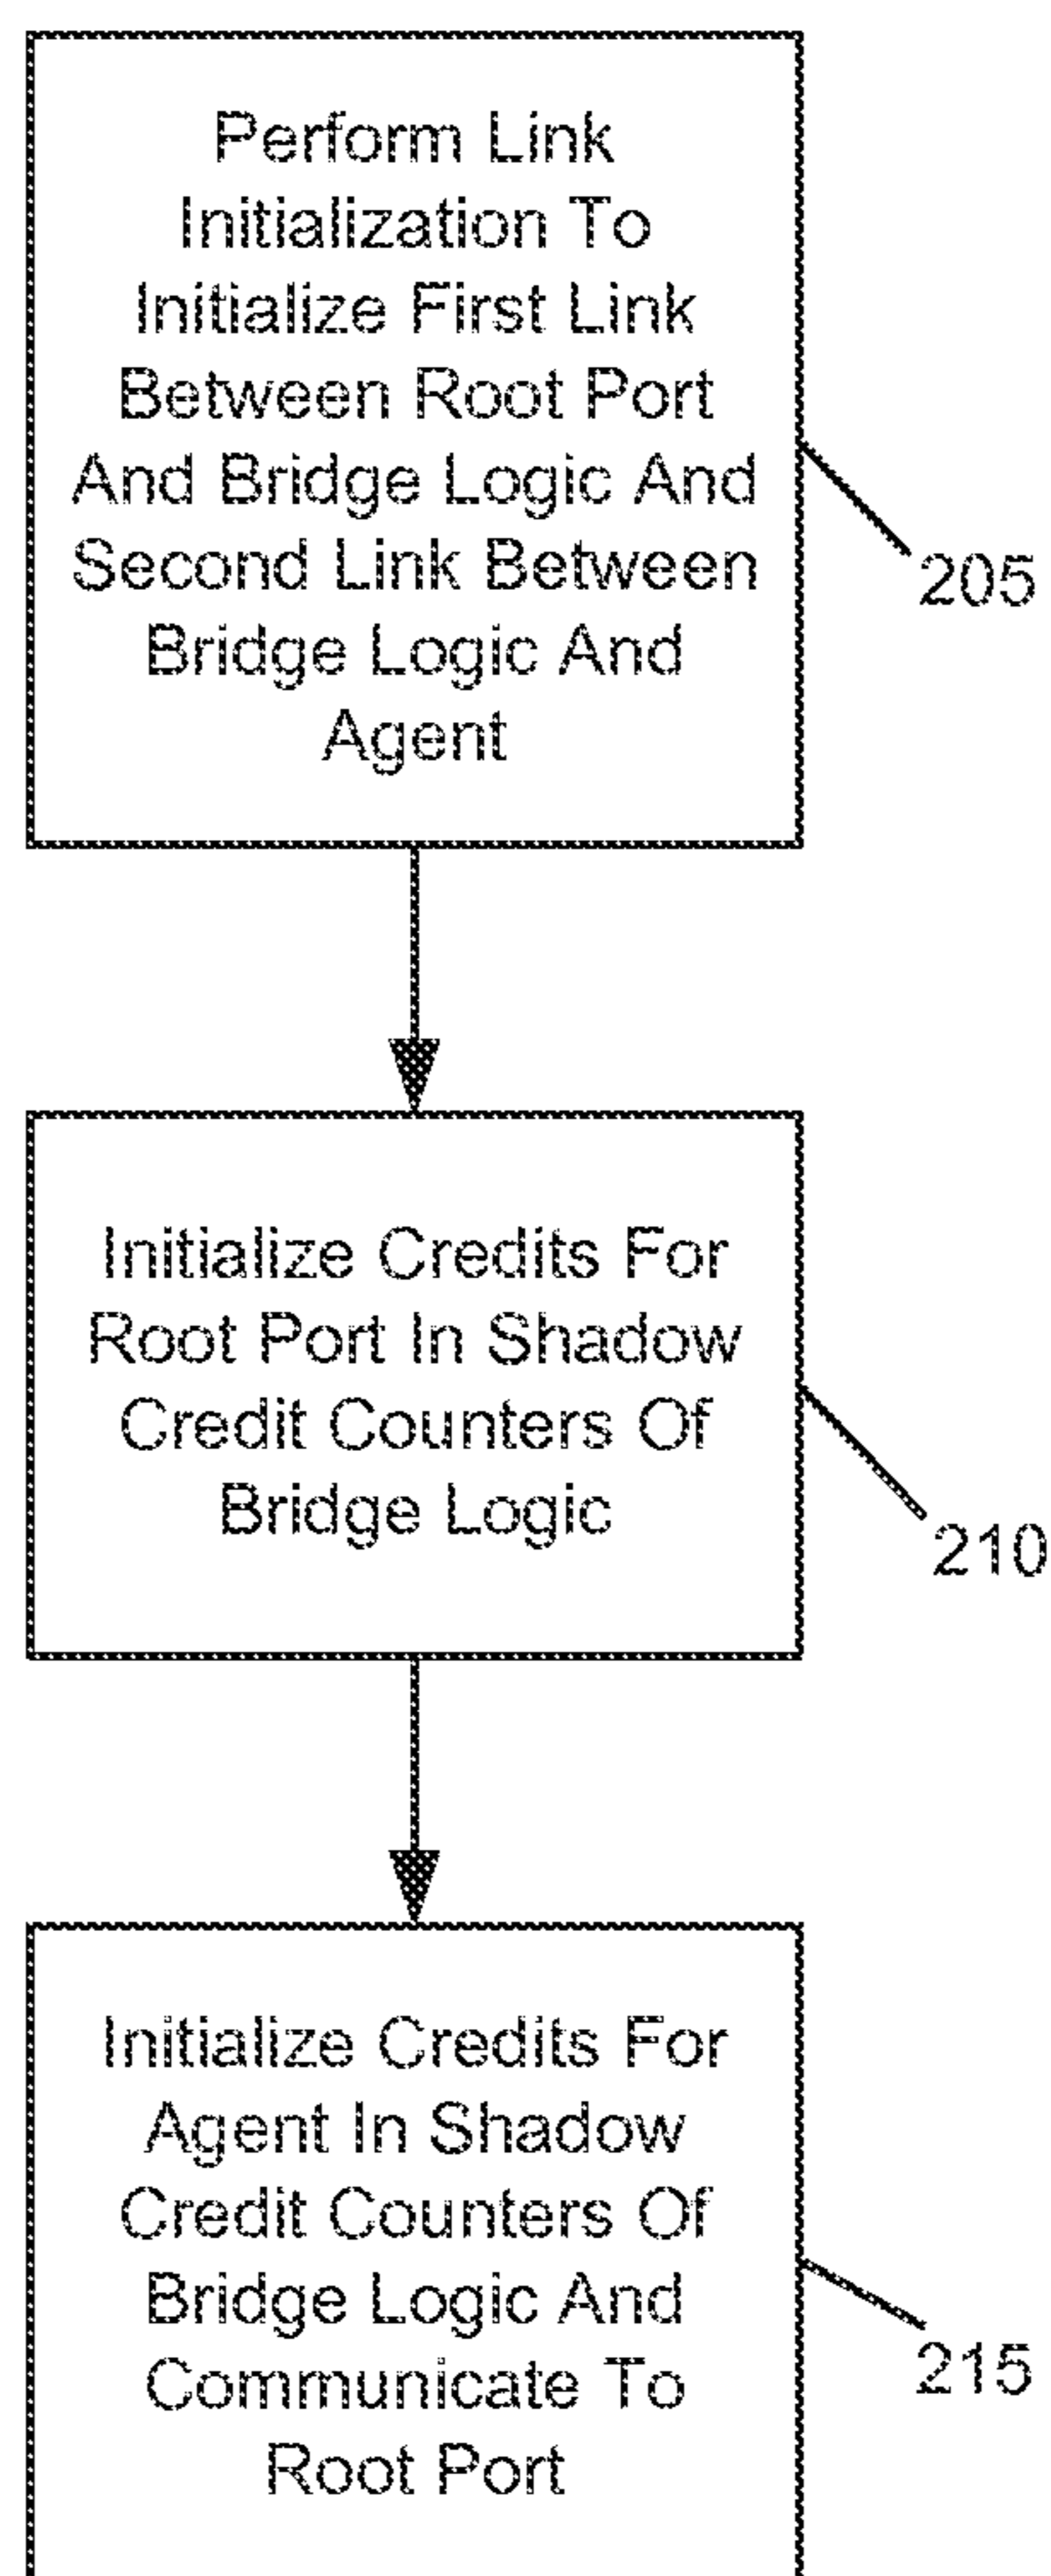 Perform Link
Initialization To
Initialize First Link
Between Root Port
And Bridge Logic And
Second Link Between
Bridge Logic And
Agent
205
Initialize Credits For
Root Port In Shadow
Credit Counters Of
Bridge Logic
210
Initialize Credits For
Agent In Shadow
Credit Counters Of
Bridge Logic And
Communicate To
Root Port
215